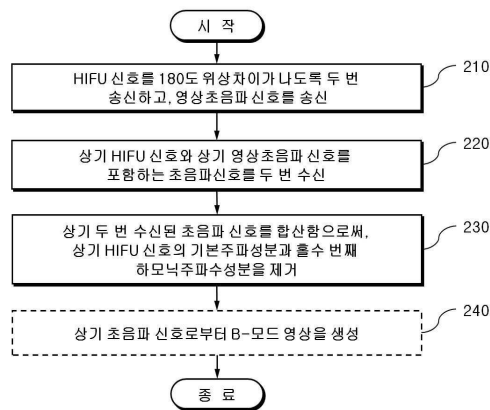 시 작
210
HIFU 신호를 180도 위상차이가 나도록 두 번
송신하고, 영상초음파 신호를 송신
220
상기 HIFU 신호와 상기 영상초음파 신호를
포함하는 초음파신호를 두 번 수신
230
상기 두 번 수신된 초음파 신호를 합산함으로써,
상기 HIFU 신호의 기본주파성분과 홀수 번째
하모닉주파수성분을 제거
240
상기 초음파 신호로부터 B-모드 영상을 생성
종 료